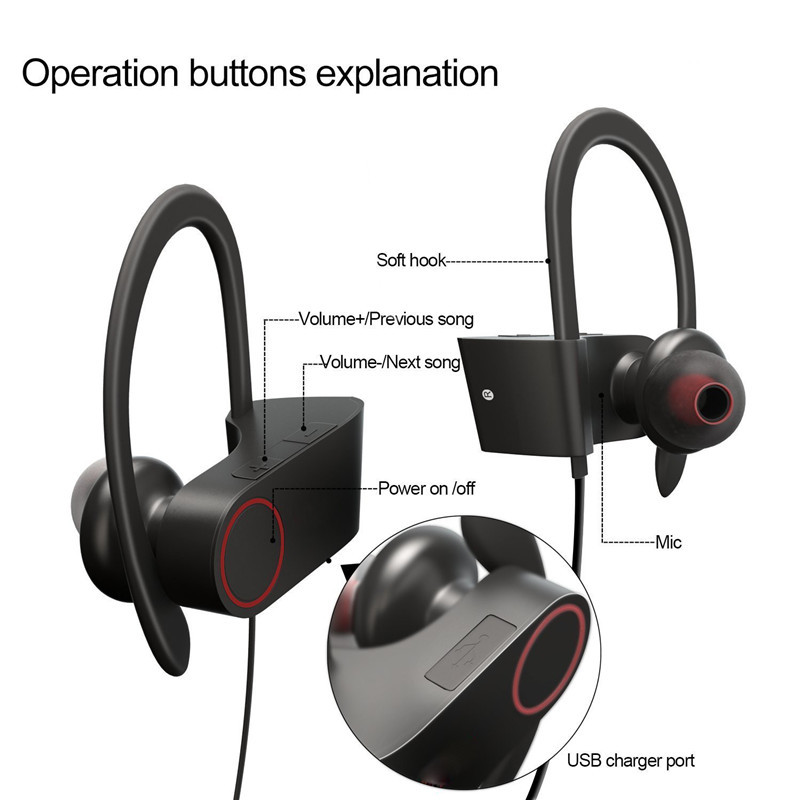 Operation buttons explanation
Soft hook
Volume+/Previous song
Volume-/Next song
R
Power on /off
Mic
USB charger port